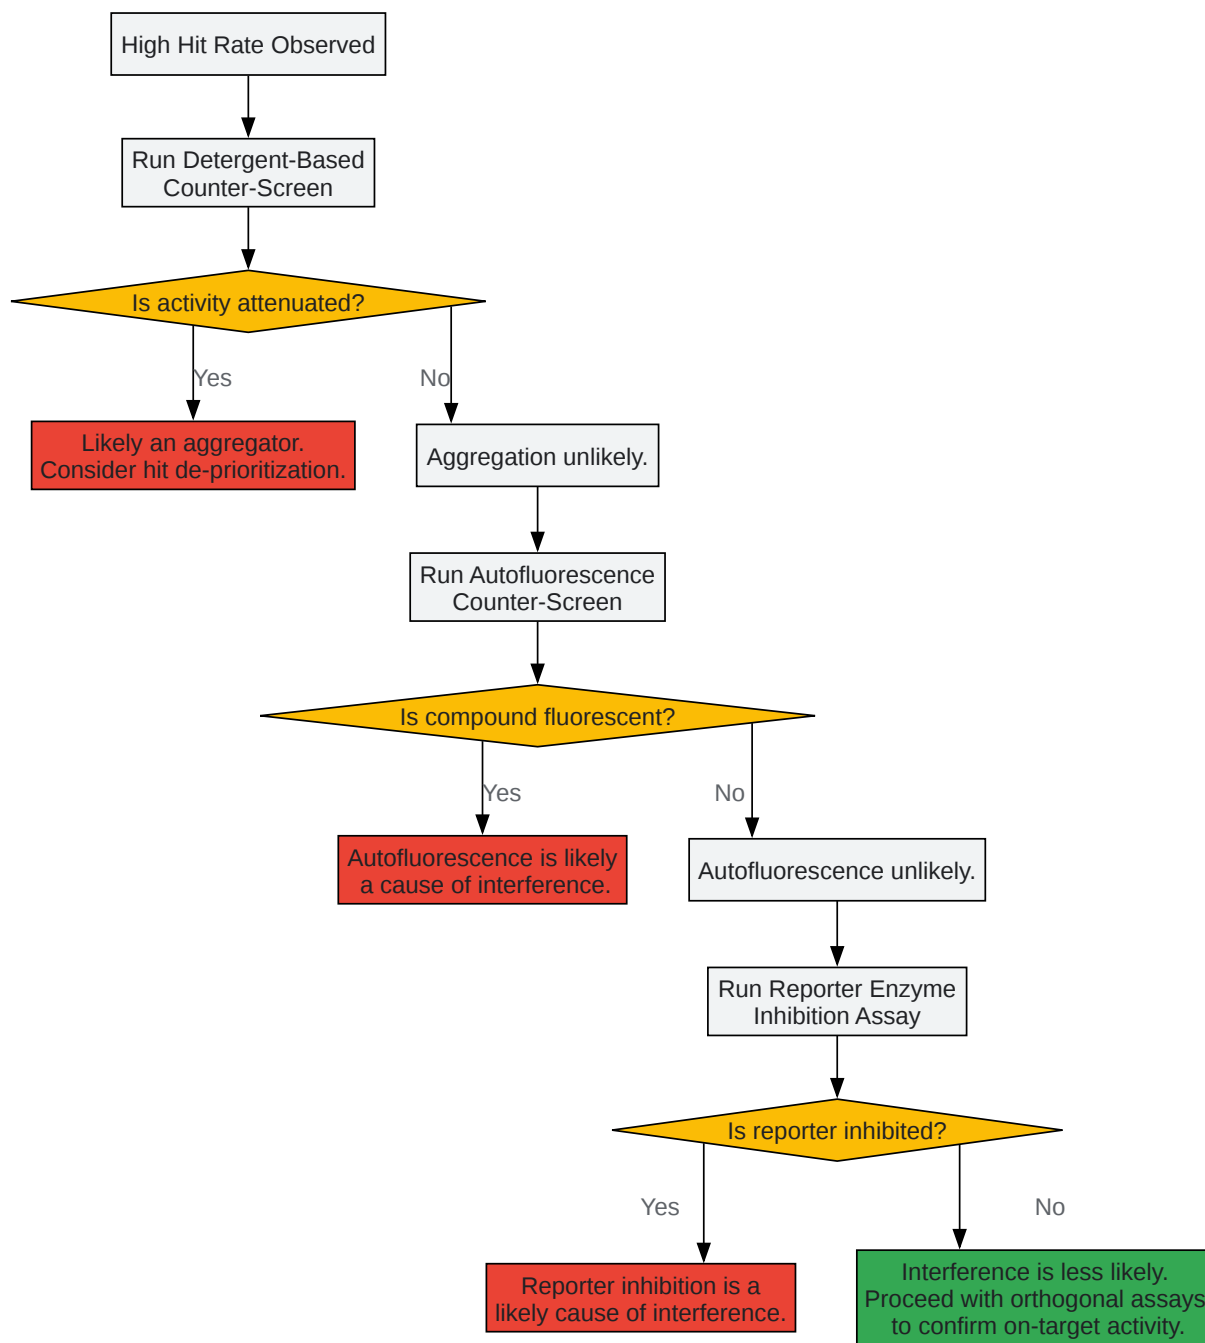 High Hit Rate Observed
Run Detergent-Based
Counter-Screen
Is activity attenuated?
Yes
No
Likely an aggregator.
Consider hit de-prioritization.
Aggregation unlikely.
Run Autofluorescence
Counter-Screen
Is compound fluorescent?
Yes
No
Autofluorescence is likely
a cause of interference.
Autofluorescence unlikely.
Run Reporter Enzyme
Inhibition Assay
Is reporter inhibited?
Yes
No
Reporter inhibition is a
likely cause of interference.
Interference is less likely.
Proceed with orthogonal assays
to confirm on-target activity.